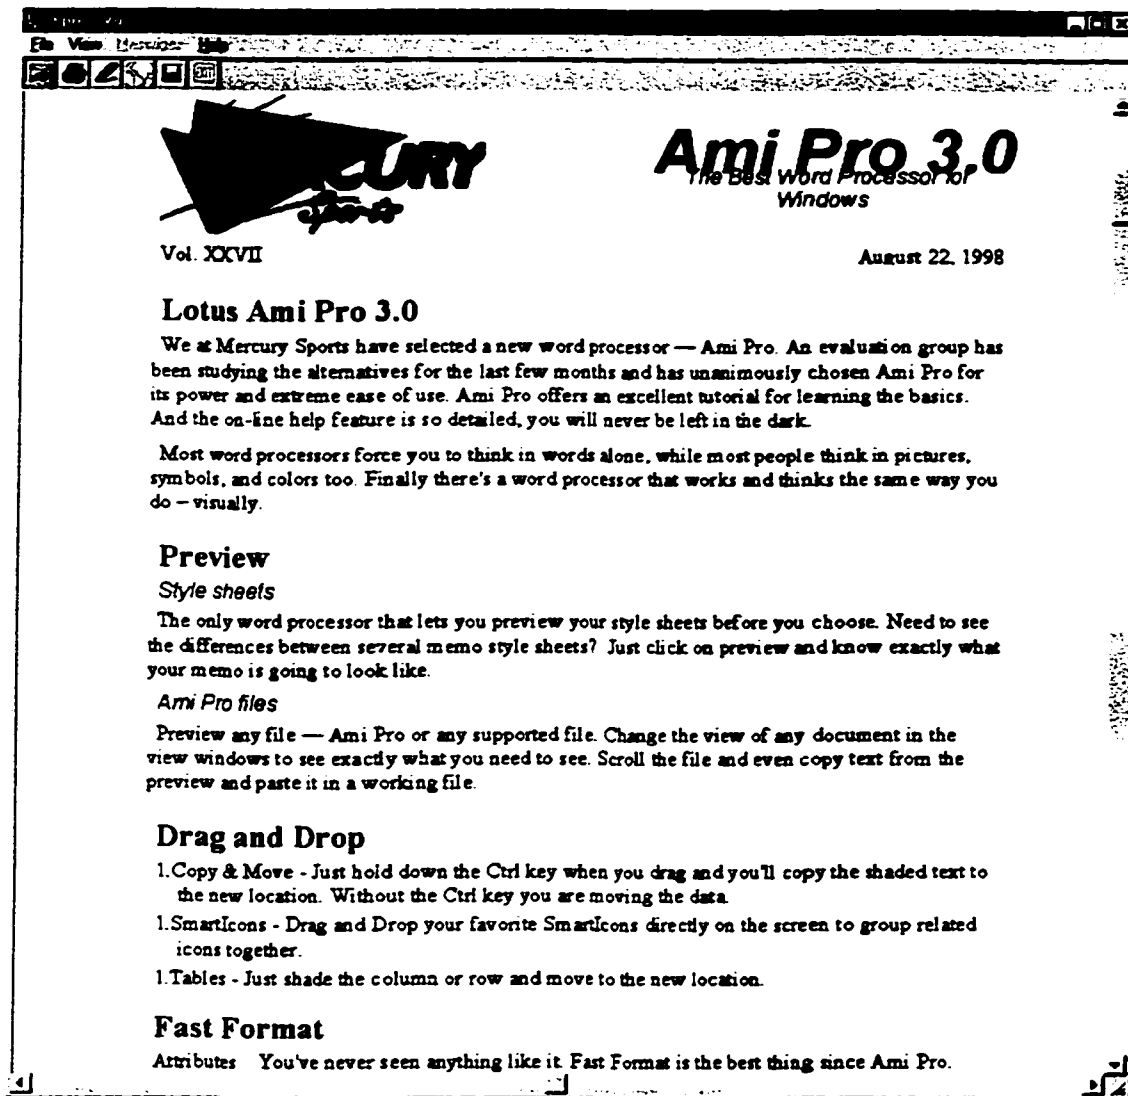 File View Help
MERCURY
Sports
Ami Pro 3.0
The Best Word Processor for
Windows
Vol. XXVII
August 22, 1998
Lotus Ami Pro 3.0
We at Mercury Sports have selected a new word processor — Ami Pro. An evaluation group has
been studying the alternatives for the last few months and has unanimously chosen Ami Pro for
its power and extreme ease of use. Ami Pro offers an excellent tutorial for learning the basics.
And the on-line help feature is so detailed, you will never be left in the dark.
Most word processors force you to think in words alone, while most people think in pictures,
symbols, and colors too. Finally there's a word processor that works and thinks the same way you
do – visually.
Preview
Style sheets
The only word processor that lets you preview your style sheets before you choose. Need to see
the differences between several memo style sheets? Just click on preview and know exactly what
your memo is going to look like.
Ami Pro files
Preview any file — Ami Pro or any supported file. Change the view of any document in the
view windows to see exactly what you need to see. Scroll the file and even copy text from the
preview and paste it in a working file.
Drag and Drop
1.Copy & Move - Just hold down the Ctrl key when you drag and you'll copy the shaded text to
the new location. Without the Ctrl key you are moving the data.
1.SmartIcons - Drag and Drop your favorite SmartIcons directly on the screen to group related
icons together.
1.Tables - Just shade the column or row and move to the new location.
Fast Format
Attributes You've never seen anything like it. Fast Format is the best thing since Ami Pro.